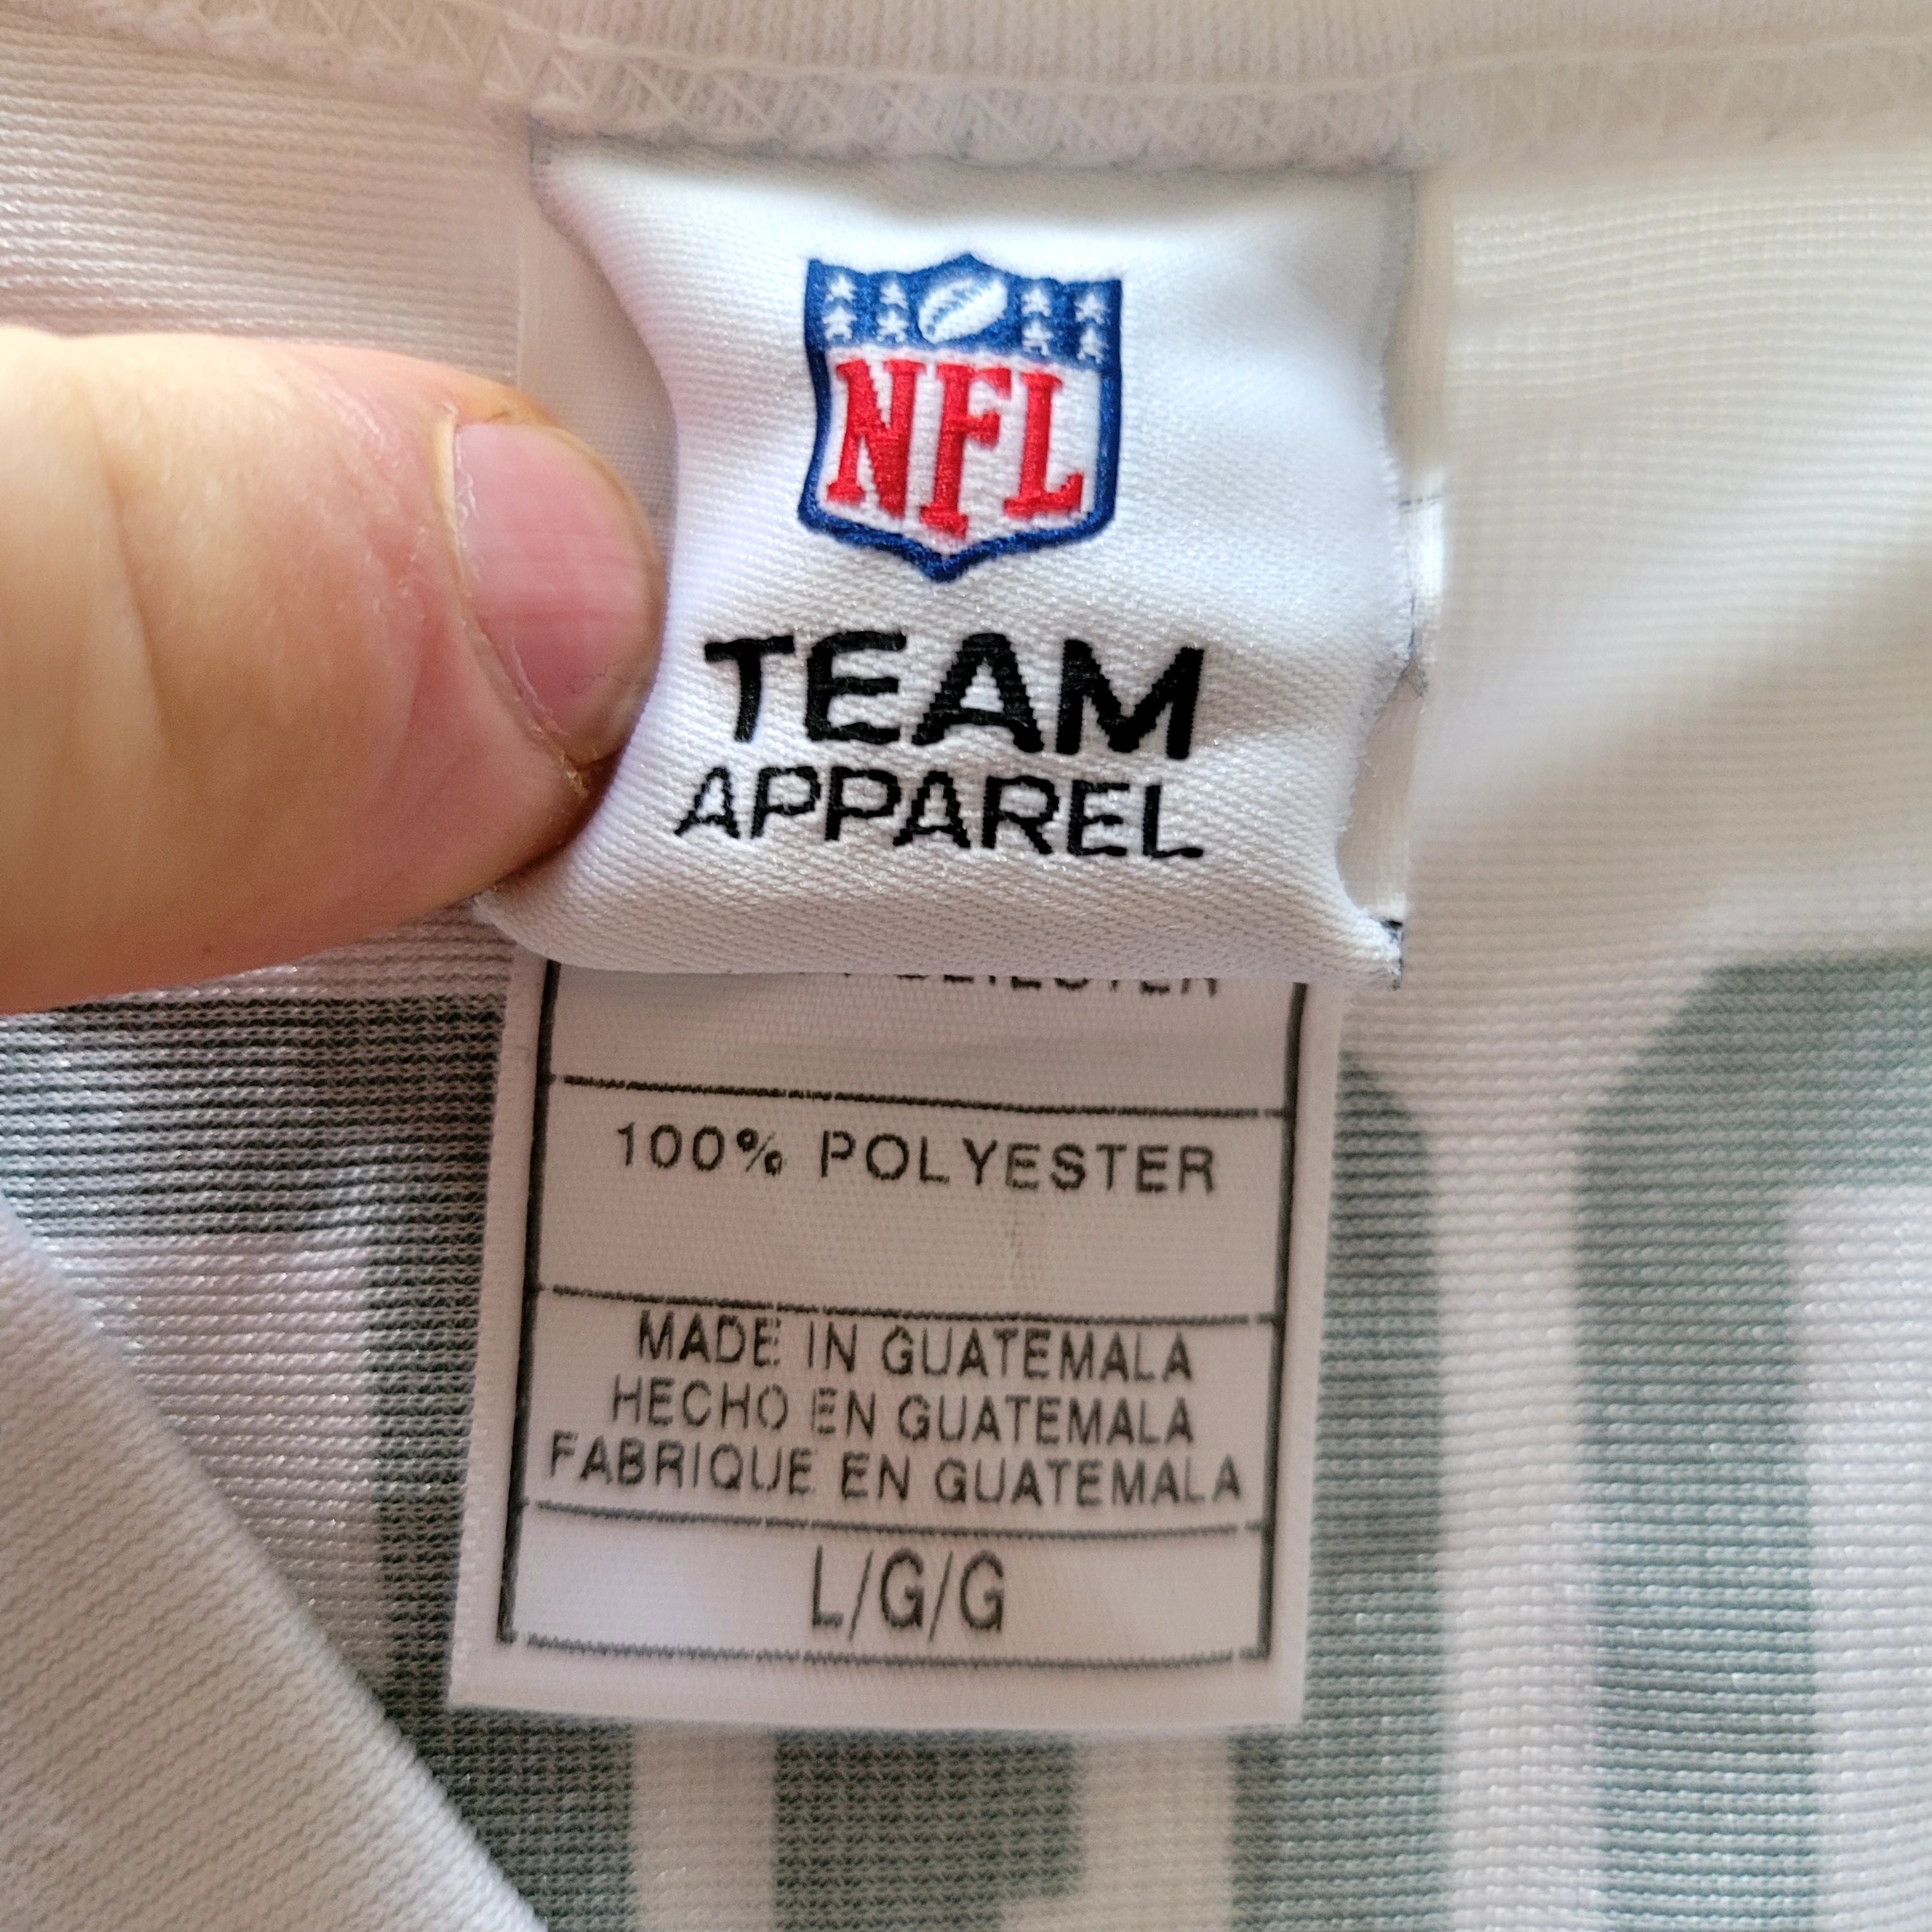 NFL
TEAM
APPAREL
100% POLYESTER
MADE IN GUATEMALA
HECHO EN GUATEMALA
FABRIQUE EN GUATEMALA
L/G/G